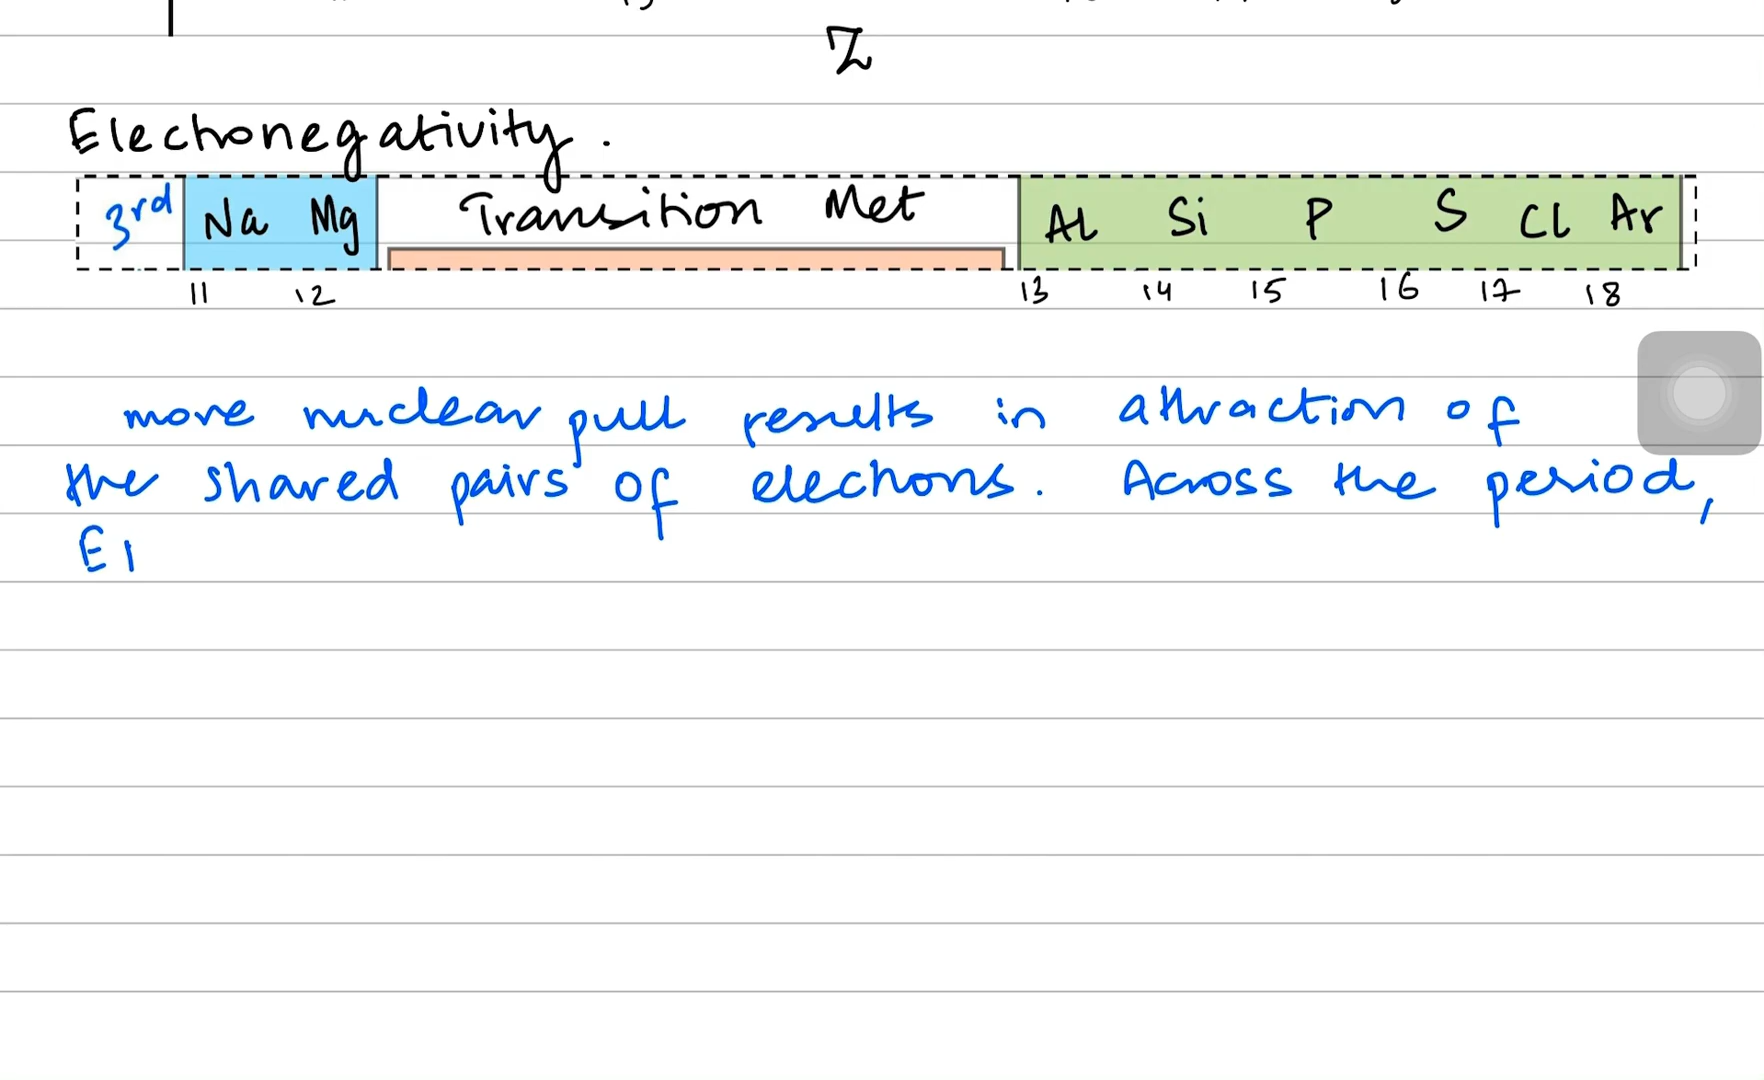 Z
Electronegativity.
3rd Na Mg Transition Met Al Si P S Cl Ar
11 12 13 14 15 16 17 18
more nuclear pull results in attraction of
the shared pairs of electrons. Across the period,
El